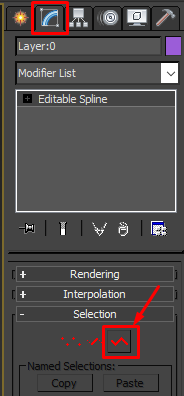 Layer:0
Modifier List
Editable Spline
Rendering
Interpolation
Selection
Named Selections:
Copy
Paste